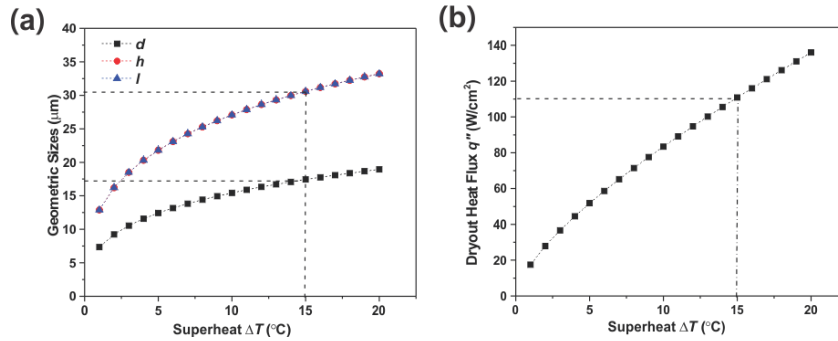 (a)
40
35
30
25
20
15
10
5
0
Geometric Sizes (μm)
d
h
l
0 5 10 15 20
Superheat ΔT (°C)
(b)
140
120
100
80
60
40
20
0
Dryout Heat Flux q" (W/cm²)
0 5 10 15 20
Superheat ΔT (°C)